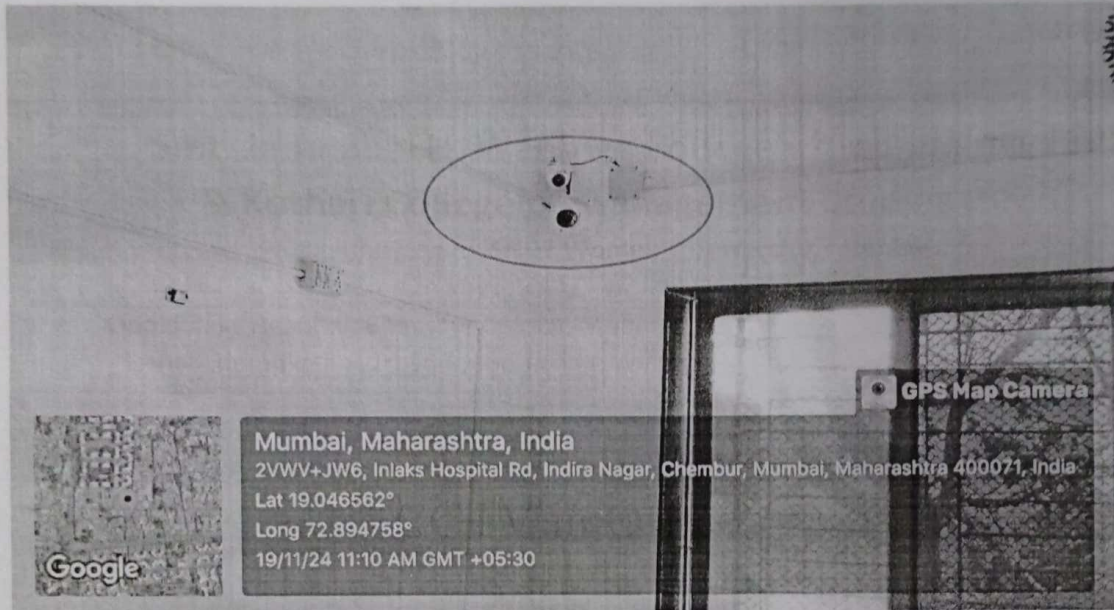 GPS Map Camera
Mumbai, Maharashtra, India
2VWV+JW6, Inlaks Hospital Rd, Indira Nagar, Chembur, Mumbai, Maharashtra 400071, India
Lat 19.046562°
Long 72.894758°
19/11/24 11:10 AM GMT +05:30
Google